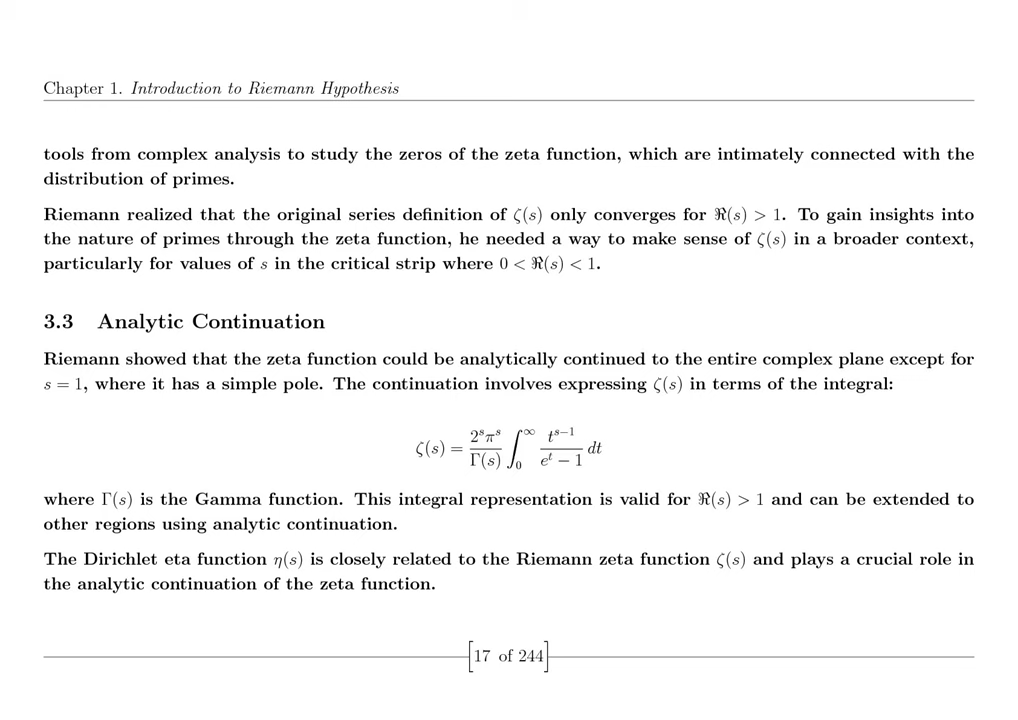 Chapter 1. Introduction to Riemann Hypothesis
tools from complex analysis to study the zeros of the zeta function, which are intimately connected with the
distribution of primes.
Riemann realized that the original series definition of ζ(s) only converges for ℜ(s) > 1. To gain insights into
the nature of primes through the zeta function, he needed a way to make sense of ζ(s) in a broader context,
particularly for values of s in the critical strip where 0 < ℜ(s) < 1.
3.3 Analytic Continuation
Riemann showed that the zeta function could be analytically continued to the entire complex plane except for
s = 1, where it has a simple pole. The continuation involves expressing ζ(s) in terms of the integral:
ζ(s) = \frac{2^s π^s}{Γ(s)} \int_0^∞ \frac{t^{s−1}}{e^t − 1} dt
where Γ(s) is the Gamma function. This integral representation is valid for ℜ(s) > 1 and can be extended to
other regions using analytic continuation.
The Dirichlet eta function η(s) is closely related to the Riemann zeta function ζ(s) and plays a crucial role in
the analytic continuation of the zeta function.
[17 of 244]